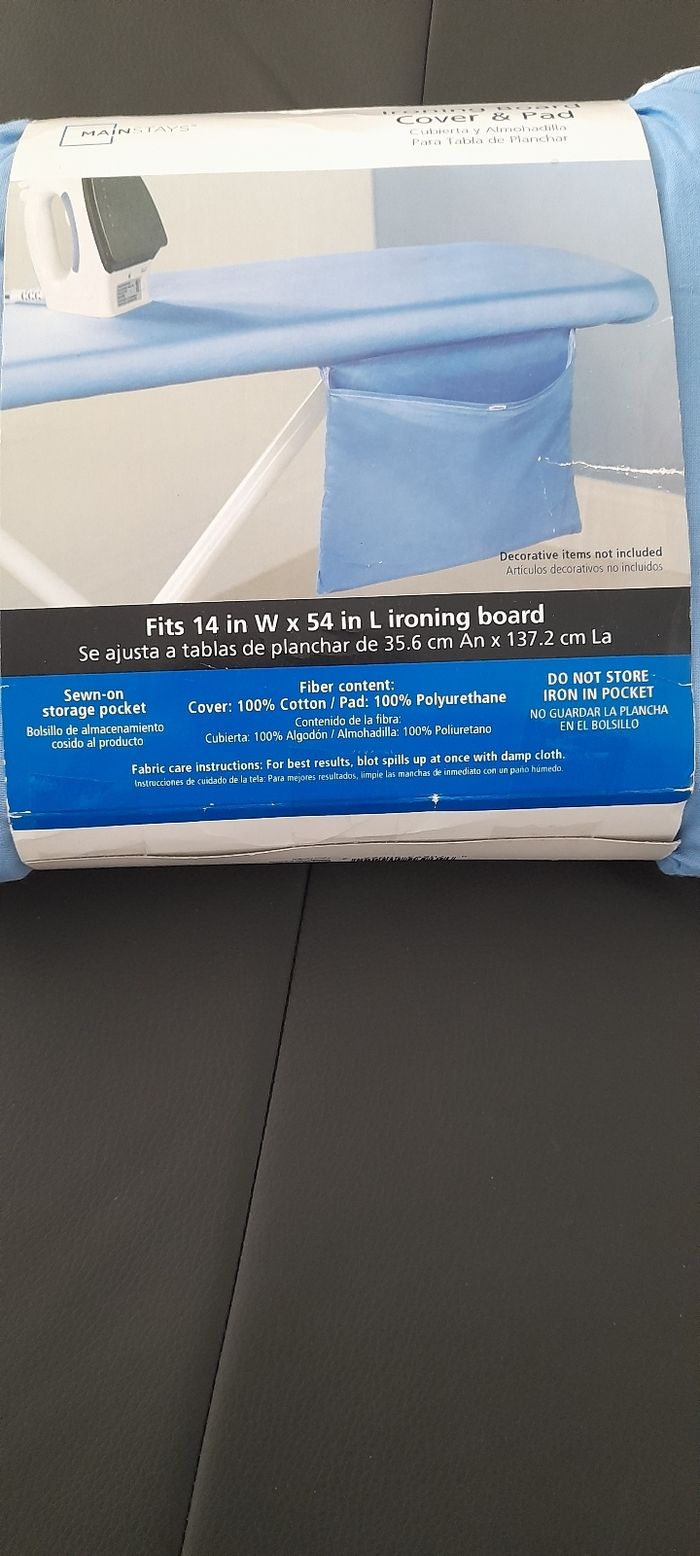 MAINSTAYS
Ironing Board
Cover & Pad
Cubierta y Almohadilla
Para Tabla de Planchar
Decorative items not included
Artículos decorativos no incluidos
Fits 14 in W x 54 in L ironing board
Se ajusta a tablas de planchar de 35.6 cm An x 137.2 cm La
Sewn-on
storage pocket
Bolsillo de almacenamiento
cosido al producto
Fiber content:
Cover: 100% Cotton / Pad: 100% Polyurethane
Contenido de la fibra:
Cubierta: 100% Algodón / Almohadilla: 100% Poliuretano
DO NOT STORE
IRON IN POCKET
NO GUARDAR LA PLANCHA
EN EL BOLSILLO
Fabric care instructions: For best results, blot spills up at once with damp cloth.
Instrucciones de cuidado de la tela: Para mejores resultados, limpie las manchas de inmediato con un paño húmedo.